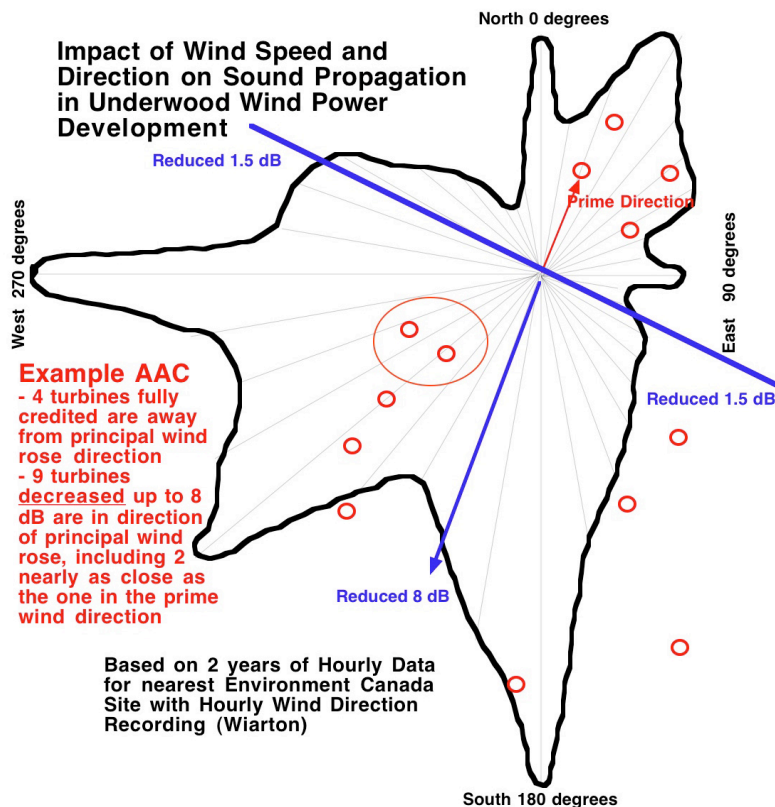 North 0 degrees
Impact of Wind Speed and
Direction on Sound Propagation
in Underwood Wind Power
Development
Reduced 1.5 dB
Prime Direction
West 270 degrees
East 90 degrees
Example AAC
- 4 turbines fully
credited are away
from principal wind
rose direction
- 9 turbines
decreased up to 8
dB are in direction
of principal wind
rose, including 2
nearly as close as
the one in the prime
wind direction
Reduced 1.5 dB
Reduced 8 dB
Based on 2 years of Hourly Data
for nearest Environment Canada
Site with Hourly Wind Direction
Recording (Wiarton)
South 180 degrees